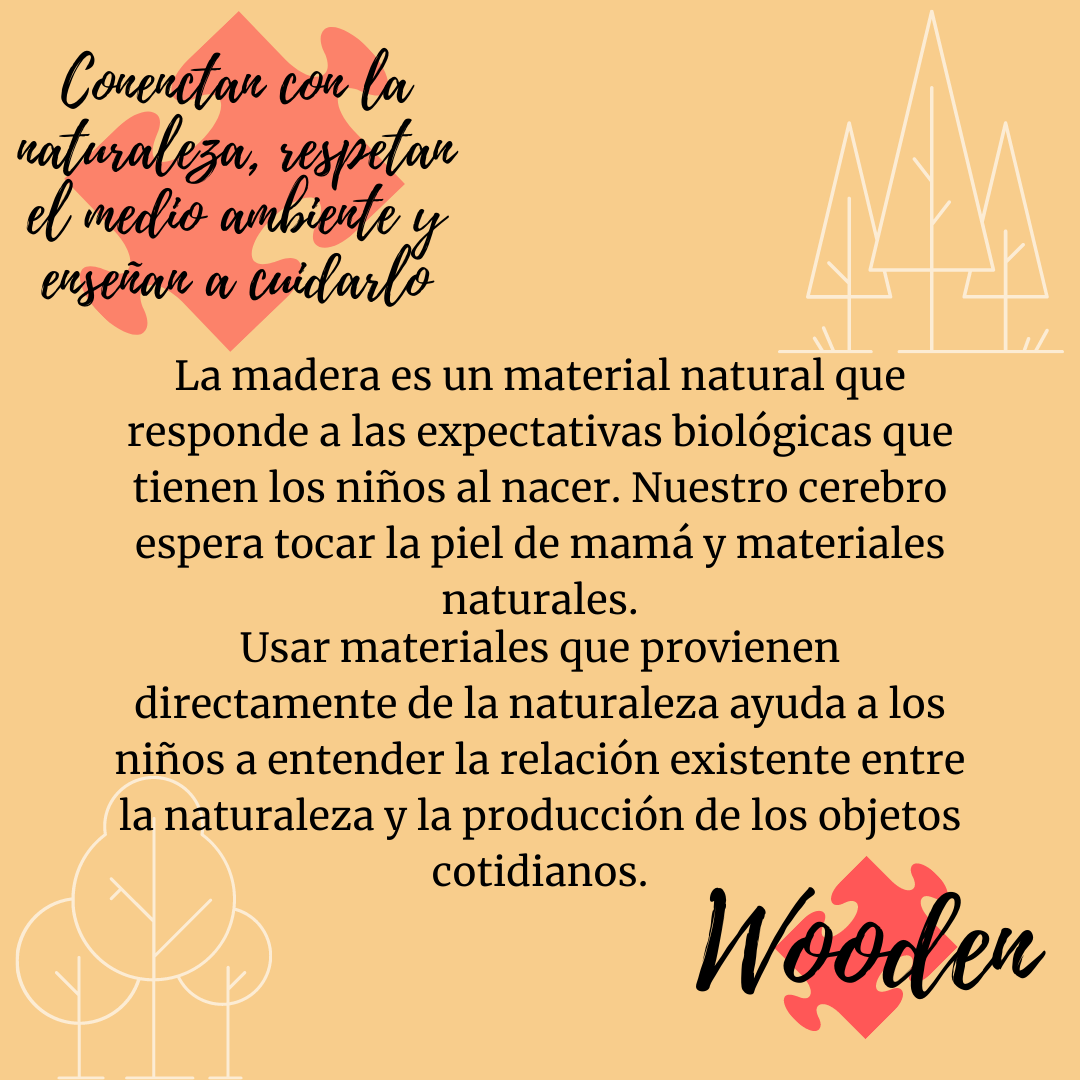 Conenctan con la
naturaleza, respetan
el medio ambiente y
enseñan a cuidarlo
La madera es un material natural que
responde a las expectativas biológicas que
tienen los niños al nacer. Nuestro cerebro
espera tocar la piel de mamá y materiales
naturales.
Usar materiales que provienen
directamente de la naturaleza ayuda a los
niños a entender la relación existente entre
la naturaleza y la producción de los objetos
cotidianos.
Wooden